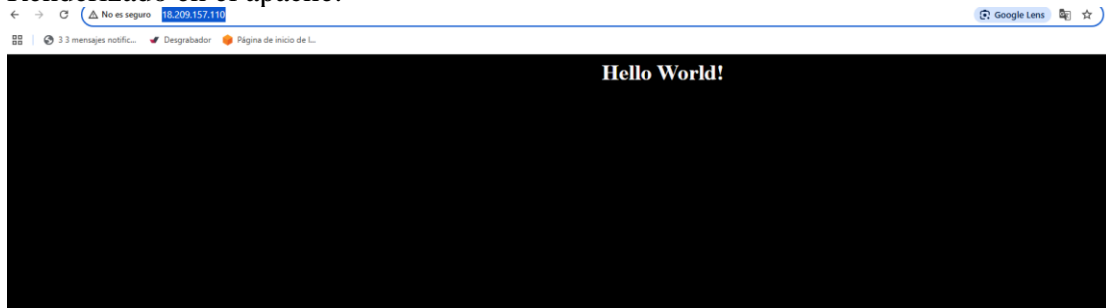 Renderizado en el apache:
No es seguro 18.209.157.110 Google Lens
3 3 mensajes notific... Desgrabador Página de inicio de l...
Hello World!